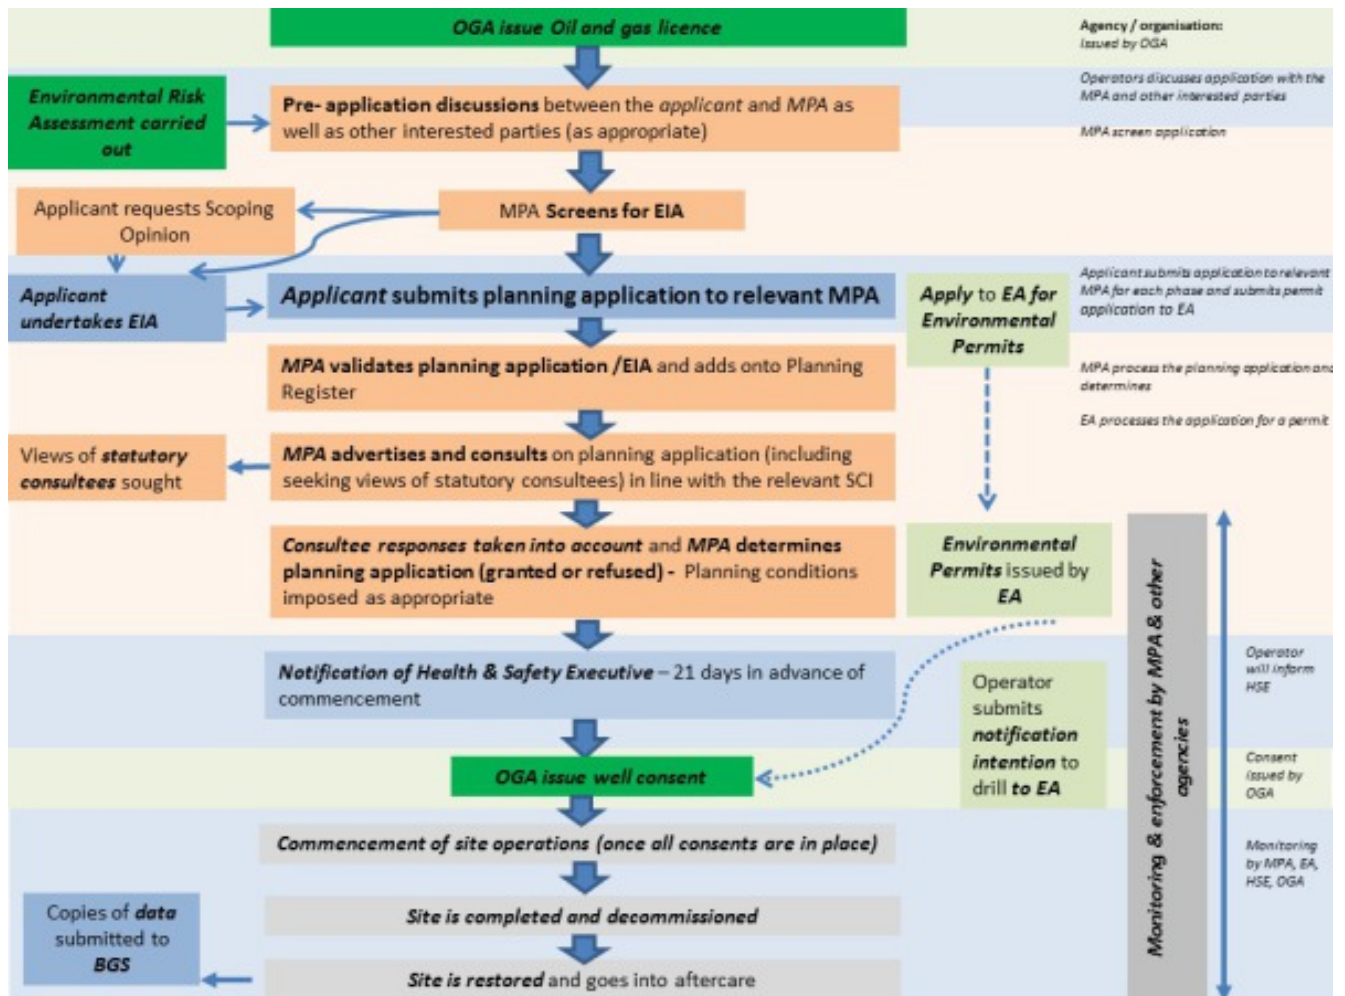 OGA issue Oil and gas licence
Agency / organisation:
Issued by OGA
Environmental Risk
Assessment carried
out
Pre- application discussions between the applicant and MPA as
well as other interested parties (as appropriate)
Operators discusses application with the
MPA and other interested parties
MPA screen application
Applicant requests Scoping
Opinion
MPA Screens for EIA
Applicant
undertakes EIA
Applicant submits planning application to relevant MPA
Apply to EA for
Environmental
Permits
Applicant submits application to relevant
MPA for each phase and submits permit
application to EA
MPA validates planning application /EIA and adds onto Planning
Register
MPA process the planning application and
determines
EA processes the application for a permit
Views of statutory
consultees sought
MPA advertises and consults on planning application (including
seeking views of statutory consultees) in line with the relevant SCI
Consultee responses taken into account and MPA determines
planning application (granted or refused) - Planning conditions
imposed as appropriate
Environmental
Permits issued by
EA
Monitoring & enforcement by MPA & other
agencies
Notification of Health & Safety Executive – 21 days in advance of
commencement
Operator
submits
notification
intention to
drill to EA
Operator
will inform
HSE
OGA issue well consent
Consent
issued by
OGA
Commencement of site operations (once all consents are in place)
Monitoring
by MPA, EA,
HSE, OGA
Site is completed and decommissioned
Copies of data
submitted to
BGS
Site is restored and goes into aftercare